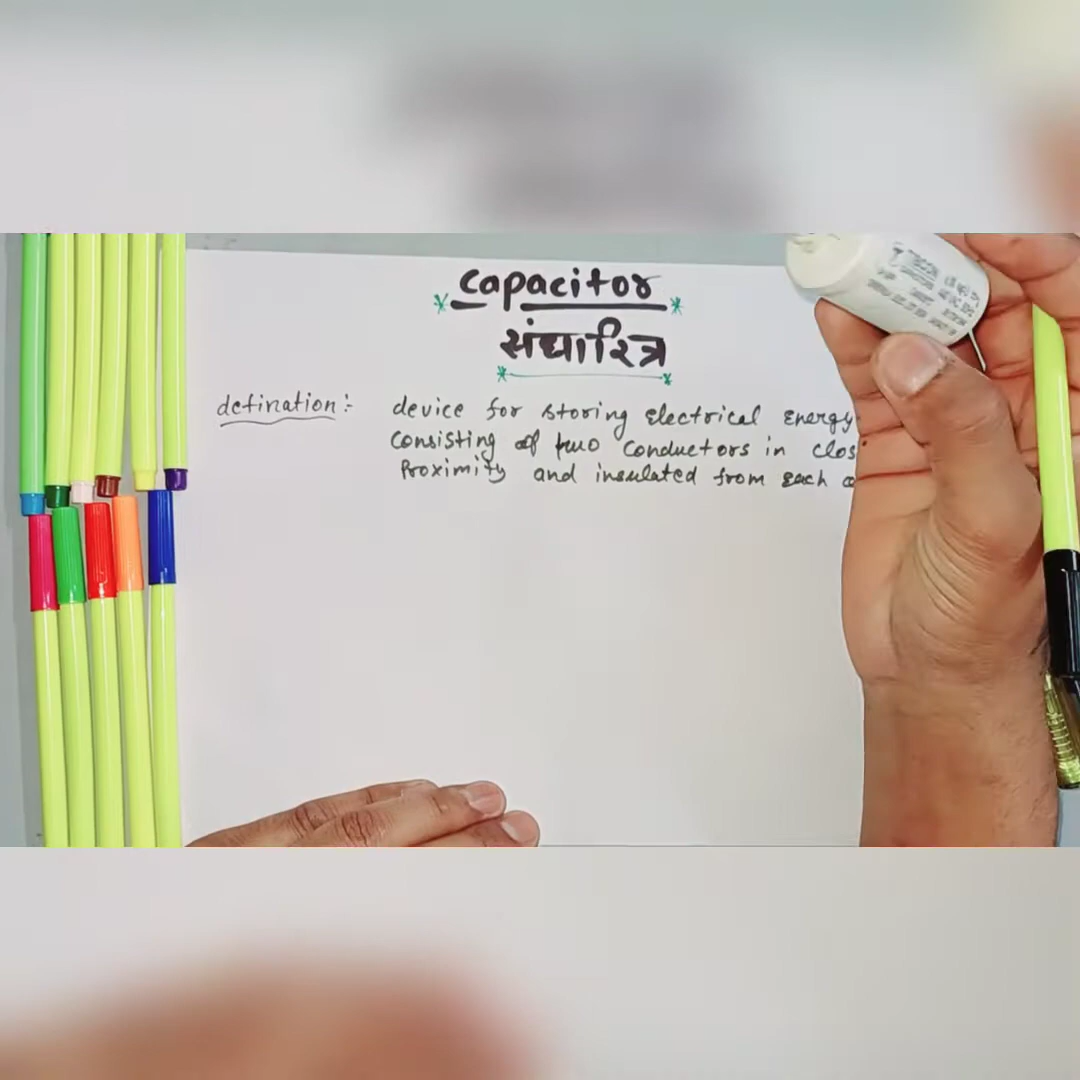 capacitor
संधारित्र
defination:-
device for storing electrical energy
consisting of two conductors in clos
Proximity and insulated from each o